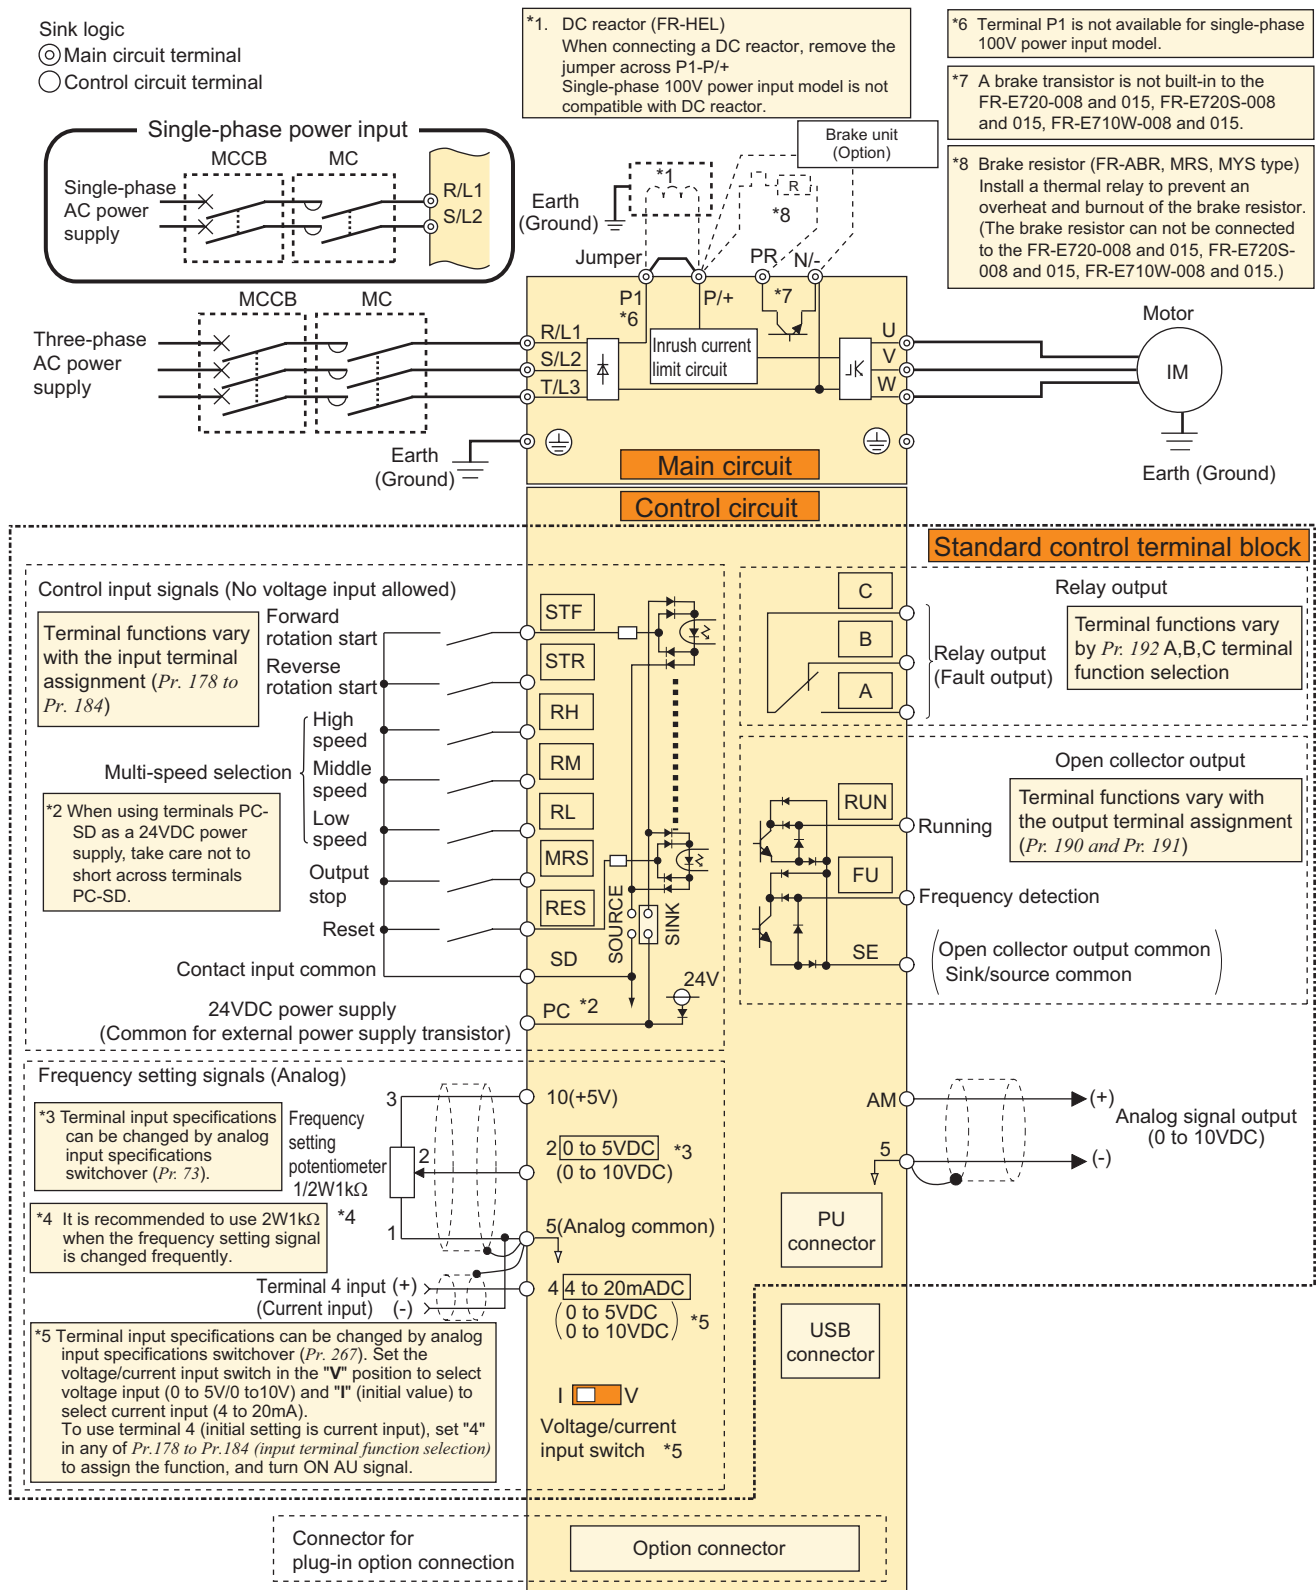 Sink logic
Main circuit terminal
Control circuit terminal
*1. DC reactor (FR-HEL)
When connecting a DC reactor, remove the
jumper across P1-P/+
Single-phase 100V power input model is not
compatible with DC reactor.
*6 Terminal P1 is not available for single-phase
100V power input model.
*7 A brake transistor is not built-in to the
FR-E720-008 and 015, FR-E720S-008
and 015, FR-E710W-008 and 015.
*8 Brake resistor (FR-ABR, MRS, MYS type)
Install a thermal relay to prevent an
overheat and burnout of the brake resistor.
(The brake resistor can not be connected
to the FR-E720-008 and 015, FR-E720S-
008 and 015, FR-E710W-008 and 015.)
Single-phase power input
MCCB
MC
Single-phase
AC power
supply
R/L1
S/L2
Brake unit
(Option)
*1
R
*8
Earth
(Ground)
Jumper
PR
N/-
P1
*6
P/+
*7
MCCB
MC
Three-phase
AC power
supply
R/L1
S/L2
T/L3
Inrush current
limit circuit
U
V
W
Motor
IM
Earth
(Ground)
Earth (Ground)
Main circuit
Control circuit
Standard control terminal block
Control input signals (No voltage input allowed)
Terminal functions vary
with the input terminal
assignment (Pr. 178 to
Pr. 184)
Forward
rotation start
Reverse
rotation start
High
speed
Multi-speed selection
Middle
speed
Low
speed
*2 When using terminals PC-
SD as a 24VDC power
supply, take care not to
short across terminals
PC-SD.
Output
stop
Reset
Contact input common
24VDC power supply
(Common for external power supply transistor)
STF
STR
RH
RM
RL
MRS
RES
SD
PC *2
SOURCE
SINK
24V
C
B
A
Relay output
Relay output
(Fault output)
Terminal functions vary
by Pr. 192 A,B,C terminal
function selection
Open collector output
RUN
Running
Terminal functions vary with
the output terminal assignment
(Pr. 190 and Pr. 191)
FU
Frequency detection
SE
Open collector output common
Sink/source common
Frequency setting signals (Analog)
*3 Terminal input specifications
can be changed by analog
input specifications
switchover (Pr. 73).
Frequency
setting
potentiometer
1/2W1kΩ
*4
3
2
1
10(+5V)
2 0 to 5VDC *3
(0 to 10VDC)
5(Analog common)
*4 It is recommended to use 2W1kΩ
when the frequency setting signal
is changed frequently.
Terminal 4 input (+)
(Current input) (-)
4 4 to 20mADC
0 to 5VDC
0 to 10VDC
*5
*5 Terminal input specifications can be changed by analog
input specifications switchover (Pr. 267). Set the
voltage/current input switch in the "V" position to select
voltage input (0 to 5V/0 to10V) and "I" (initial value) to
select current input (4 to 20mA).
To use terminal 4 (initial setting is current input), set "4"
in any of Pr.178 to Pr.184 (input terminal function selection)
to assign the function, and turn ON AU signal.
I
V
Voltage/current
input switch *5
AM
5
(+)
Analog signal output
(0 to 10VDC)
(-)
PU
connector
USB
connector
Connector for
plug-in option connection
Option connector